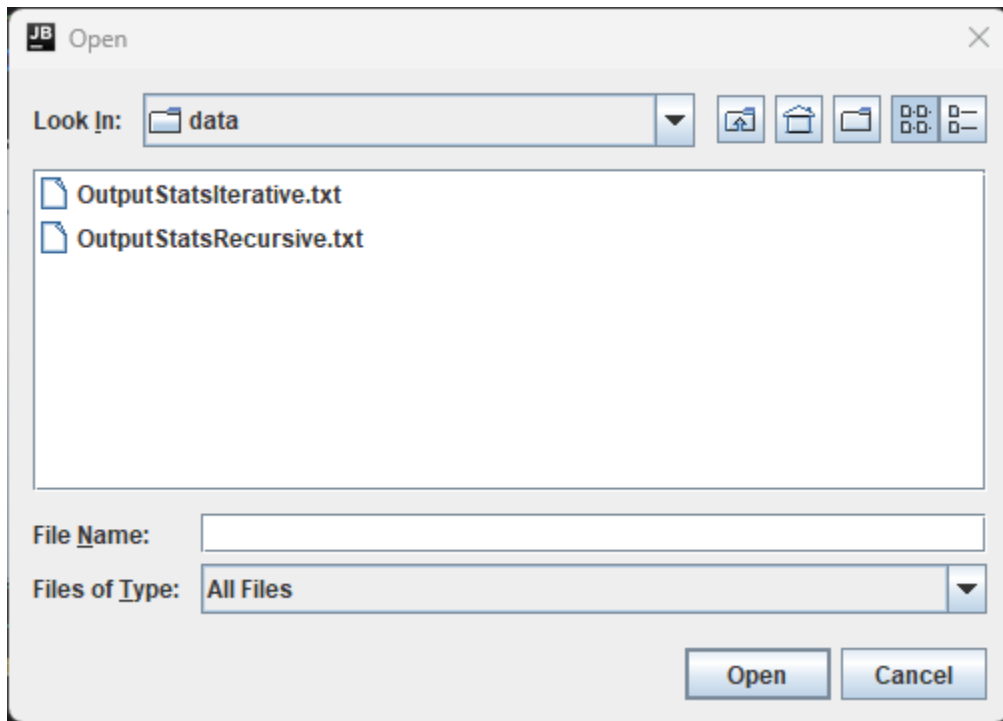 JB Open
Look In: data
OutputStatsIterative.txt
OutputStatsRecursive.txt
File Name:
Files of Type: All Files
Open Cancel